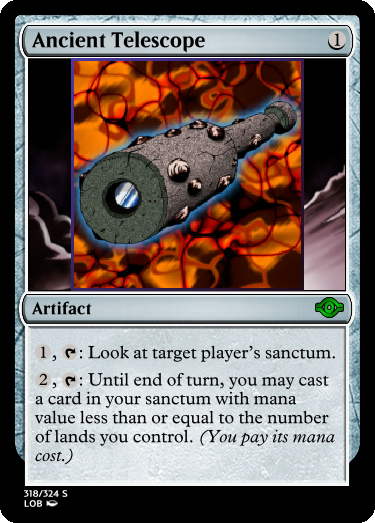 Ancient Telescope 1
Artifact
1, : Look at target player's sanctum.
2, : Until end of turn, you may cast
a card in your sanctum with mana
value less than or equal to the number
of lands you control. (You pay its mana
cost.)
318/324 S
LOB